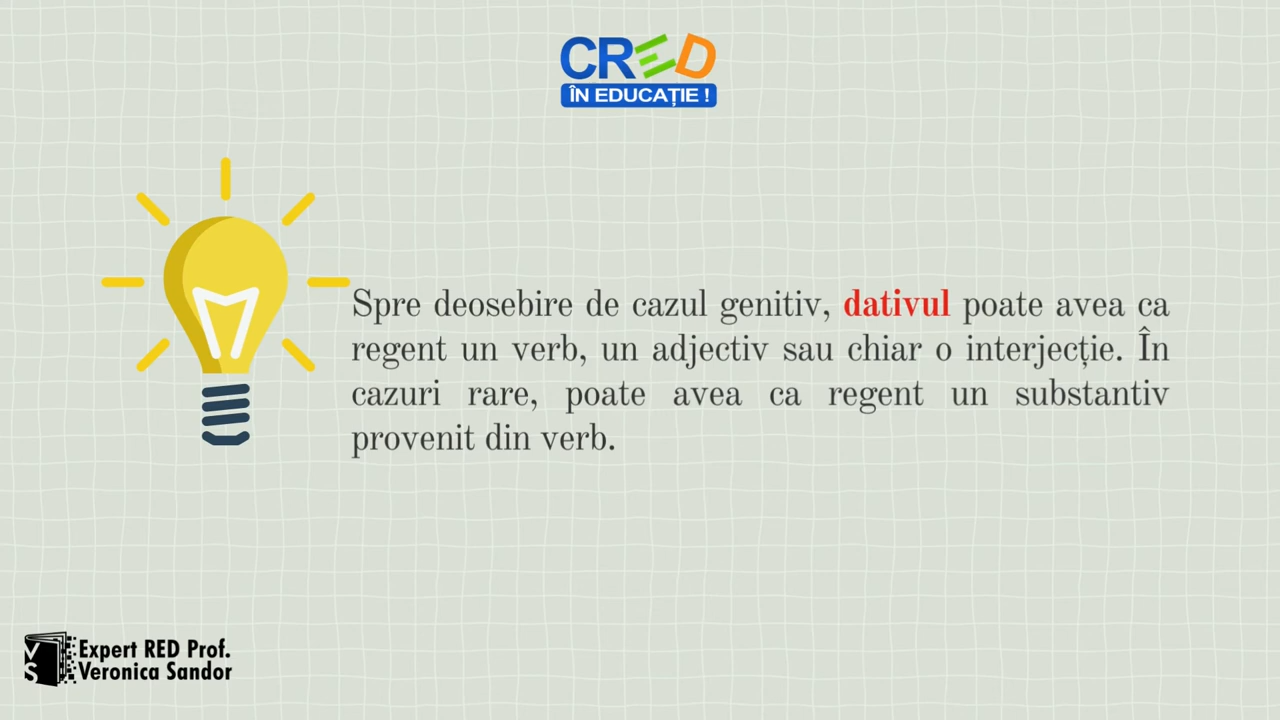 CRED
ÎN EDUCAȚIE !
Spre deosebire de cazul genitiv, dativul poate avea ca
regent un verb, un adjectiv sau chiar o interjecție. În
cazuri rare, poate avea ca regent un substantiv
provenit din verb.
VS
Expert RED Prof.
Veronica Sandor